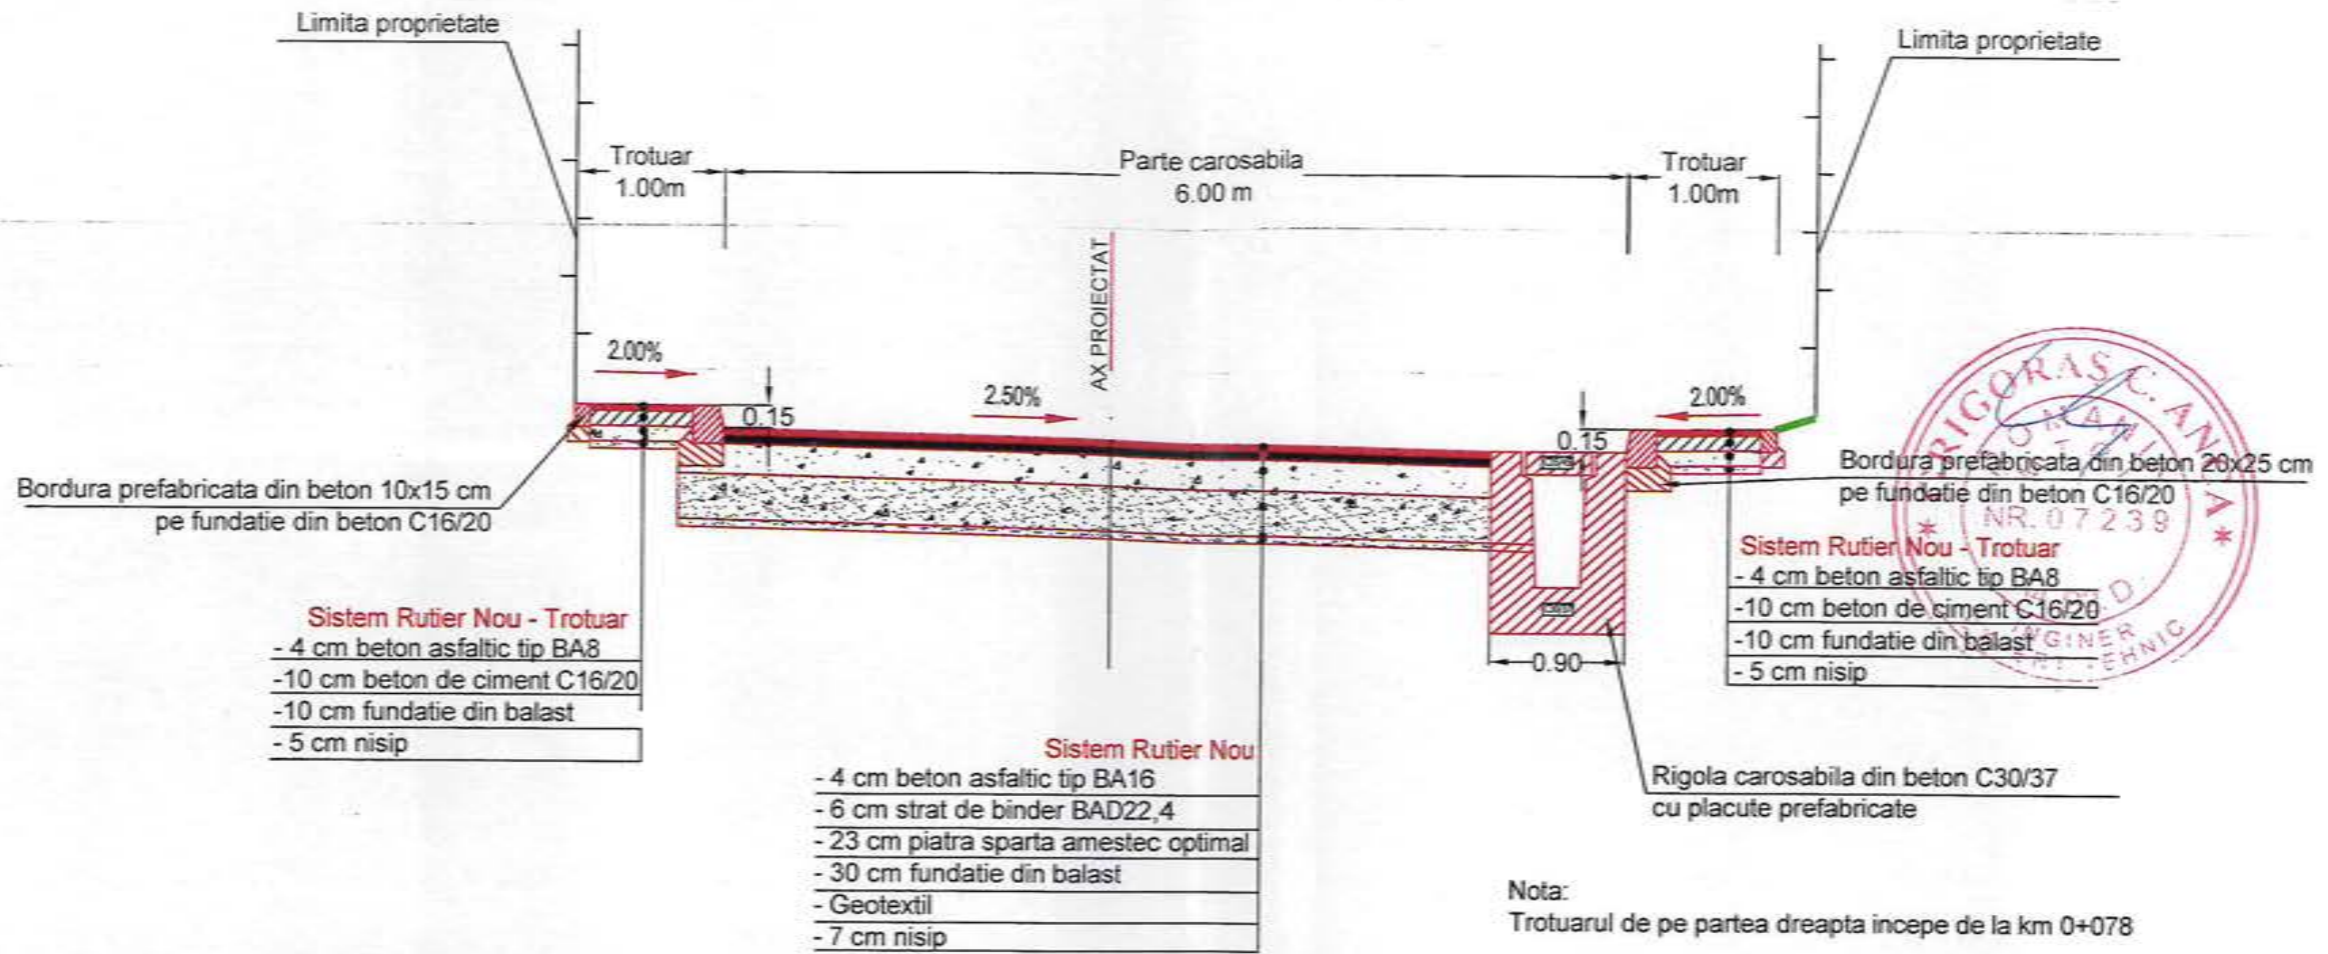 Limita proprietate
Limita proprietate
Trotuar
1.00m
Parte carosabila
6.00 m
Trotuar
1.00m
AX PROIECTAT
2.00%
0.15
2.50%
0.15
2.00%
Bordura prefabricata din beton 10x15 cm
pe fundatie din beton C16/20
Bordura prefabricata din beton 20x25 cm
pe fundatie din beton C16/20
Sistem Rutier Nou - Trotuar
- 4 cm beton asfaltic tip BA8
-10 cm beton de ciment C16/20
-10 cm fundatie din balast
- 5 cm nisip
Sistem Rutier Nou - Trotuar
- 4 cm beton asfaltic tip BA8
-10 cm beton de ciment C16/20
-10 cm fundatie din balast
- 5 cm nisip
0.90
Sistem Rutier Nou
- 4 cm beton asfaltic tip BA16
- 6 cm strat de binder BAD22,4
- 23 cm piatra sparta amestec optimal
- 30 cm fundatie din balast
- Geotextil
- 7 cm nisip
Rigola carosabila din beton C30/37
cu placute prefabricate
Nota:
Trotuarul de pe partea dreapta incepe de la km 0+078
NR. 07239